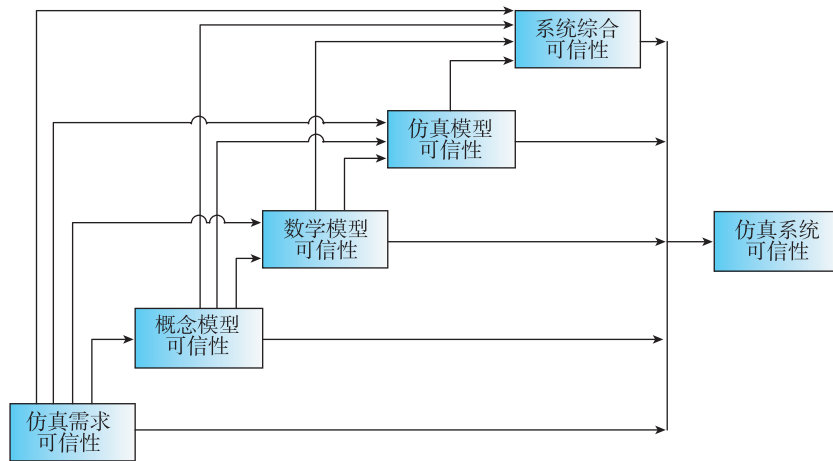 系统综合
可信性
仿真模型
可信性
数学模型
可信性
仿真系统
可信性
概念模型
可信性
仿真需求
可信性